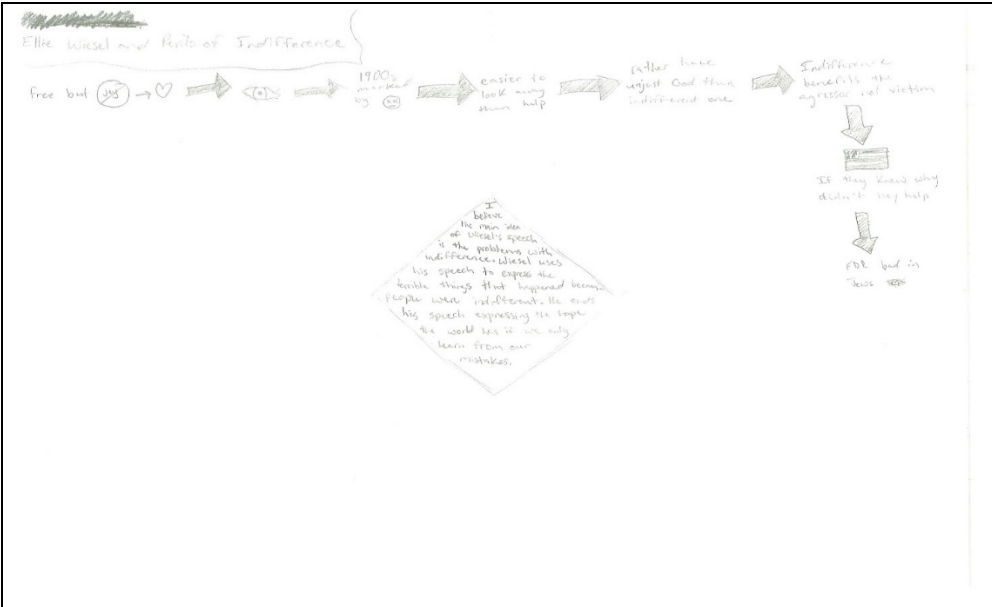 Ellie Wiesel and Perils of Indifference
free but joy
1900s
marked
by
easier to
look away
than help
rather have
unjust God than
indifferent one
Indifference
benefits the
agressor not victim
If they knew why
didn't they help
FDR bad in
Jews
I
believe
the main idea
of Wiesel's speech
is the problems with
indifference. Wiesel uses
his speech to express the
terrible things that happened because
people were indifferent. He ends
his speech expressing the hope
the world has if we only
learn from our
mistakes.